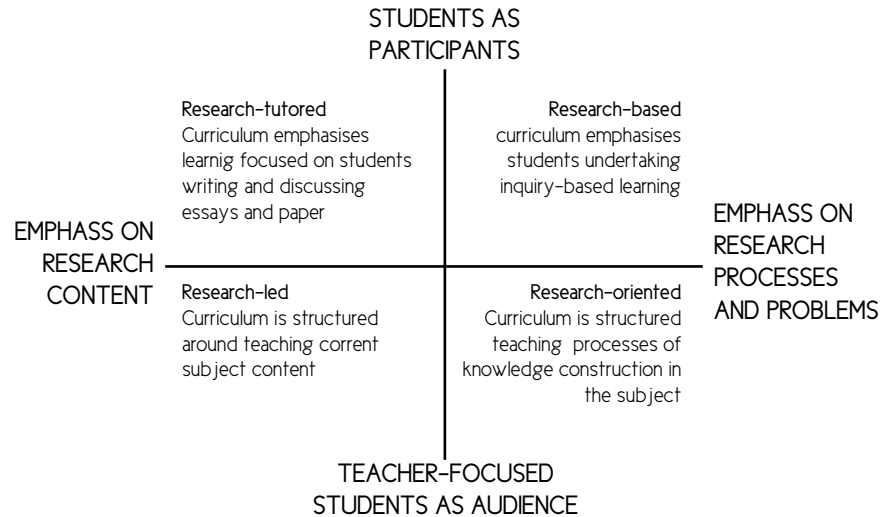 STUDENTS AS
PARTICIPANTS
Research-tutored
Curriculum emphasises
learnig focused on students
writing and discussing
essays and paper
Research-based
curriculum emphasises
students undertaking
inquiry-based learning
EMPHASS ON
RESEARCH
CONTENT
EMPHASS ON
RESEARCH
PROCESSES
AND PROBLEMS
Research-led
Curriculum is structured
around teaching corrent
subject content
Research-oriented
Curriculum is structured
teaching processes of
knowledge construction in
the subject
TEACHER-FOCUSED
STUDENTS AS AUDIENCE